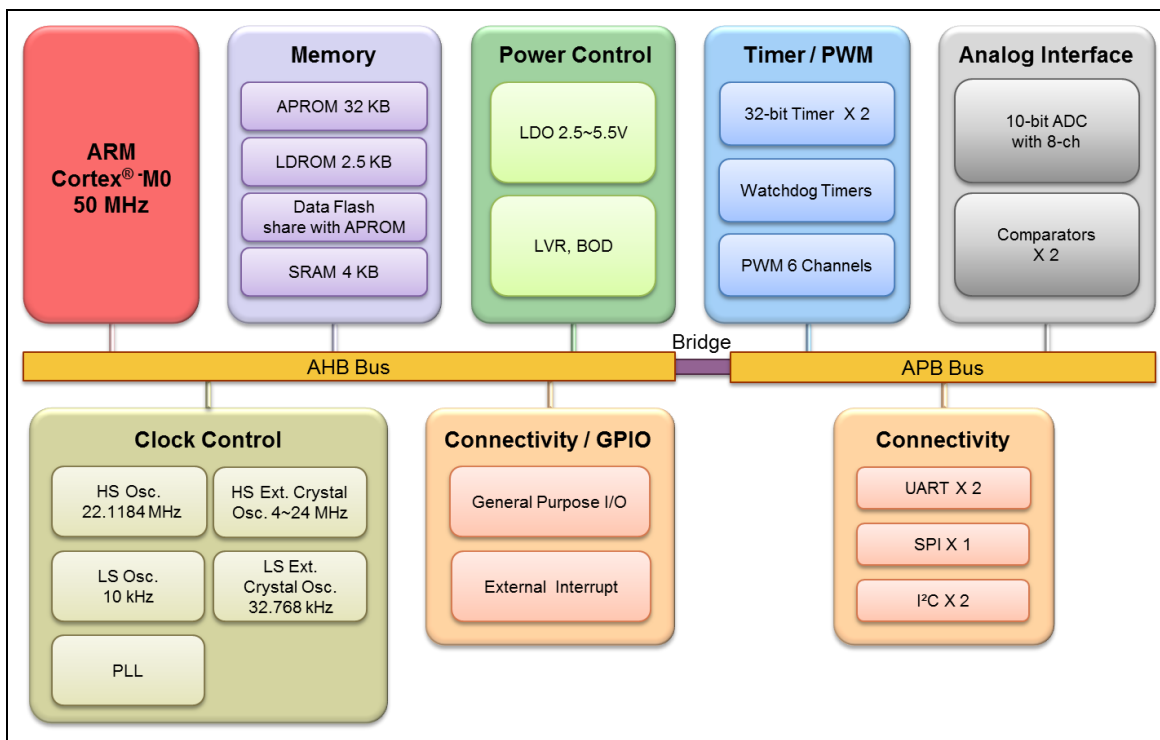 ARM
Cortex® -M0
50 MHz
Memory
APROM 32 KB
LDROM 2.5 KB
Data Flash
share with APROM
SRAM 4 KB
Power Control
LDO 2.5~5.5V
LVR, BOD
Timer / PWM
32-bit Timer X 2
Watchdog Timers
PWM 6 Channels
Analog Interface
10-bit ADC
with 8-ch
Comparators
X 2
AHB Bus
Bridge
APB Bus
Clock Control
HS Osc.
22.1184 MHz
HS Ext. Crystal
Osc. 4~24 MHz
LS Osc.
10 kHz
LS Ext.
Crystal Osc.
32.768 kHz
PLL
Connectivity / GPIO
General Purpose I/O
External Interrupt
Connectivity
UART X 2
SPI X 1
I²C X 2